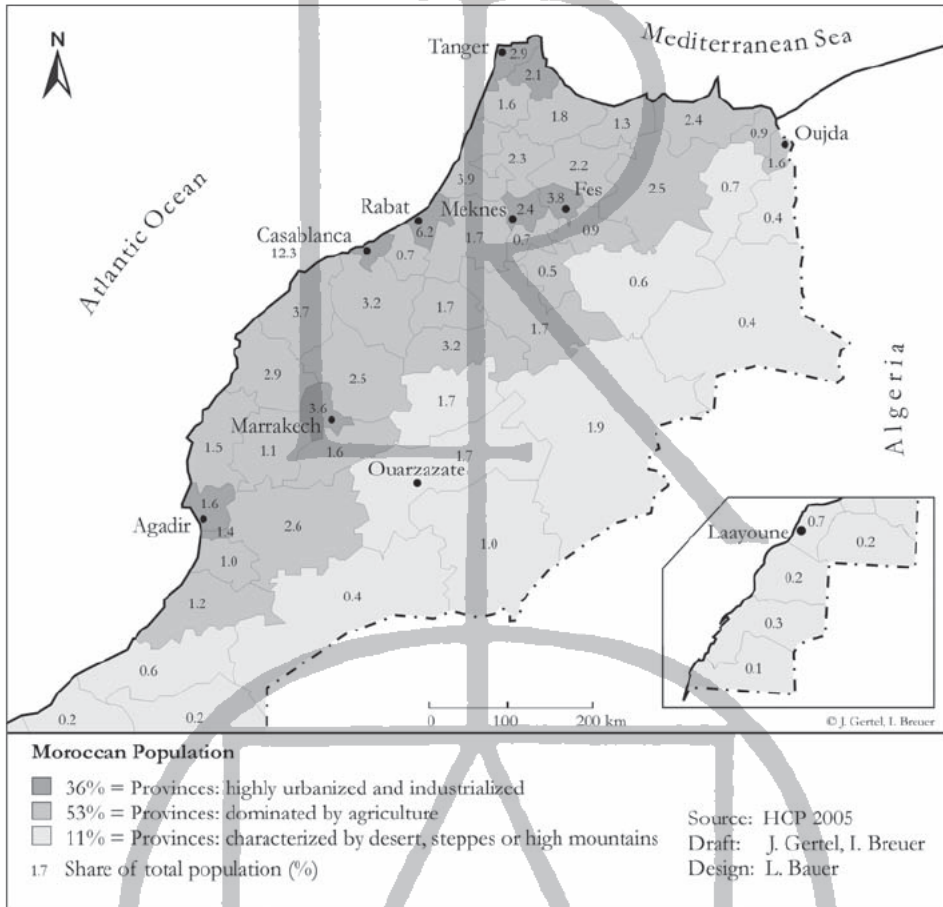 N
Mediterranean Sea
Tanger
2.9
2.1
1.6
1.8
1.3
2.4
0.9
Oujda
1.6
2.3
2.2
2.5
0.7
0.4
Atlantic Ocean
3.9
Fes
3.8
Rabat
Meknes
2.4
6.2
1.7
0.7
0.9
Casablanca
12.3
0.7
0.5
0.6
3.2
1.7
3.7
1.7
0.4
3.2
2.9
2.5
Algeria
3.6
1.7
1.9
Marrakech
1.5
1.1
1.6
1.7
Ouarzazate
1.6
Agadir
1.4
2.6
1.0
1.0
1.2
0.4
0.6
0.2
0.2
Laayoune
0.7
0.2
0.2
0.3
0.1
0 100 200 km
© J. Gertel, I. Breuer
Moroccan Population
36% = Provinces: highly urbanized and industrialized
53% = Provinces: dominated by agriculture
11% = Provinces: characterized by desert, steppes or high mountains
1.7 Share of total population (%)
Source: HCP 2005
Draft: J. Gertel, I. Breuer
Design: L. Bauer